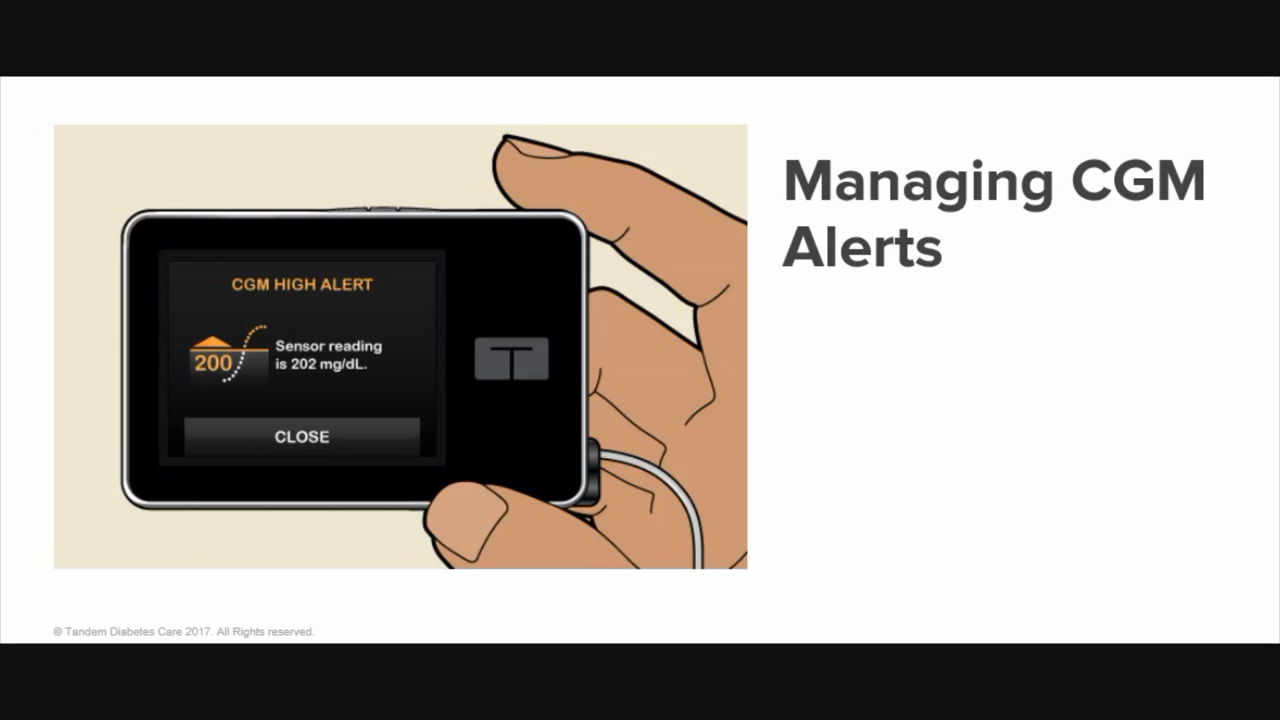 Managing CGM
Alerts
CGM HIGH ALERT
200
Sensor reading
is 202 mg/dL.
CLOSE
© Tandem Diabetes Care 2017. All Rights reserved.